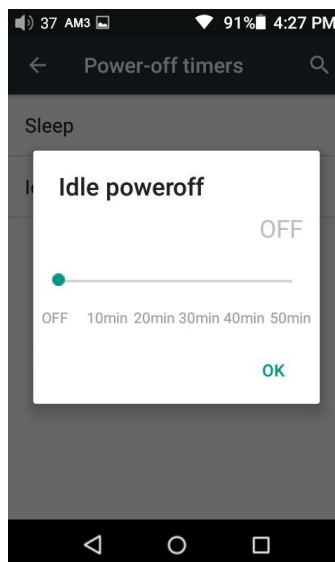 37 AM3 91% 4:27 PM
Power-off timers
Sleep
Idle poweroff
OFF
OFF 10min 20min 30min 40min 50min
OK